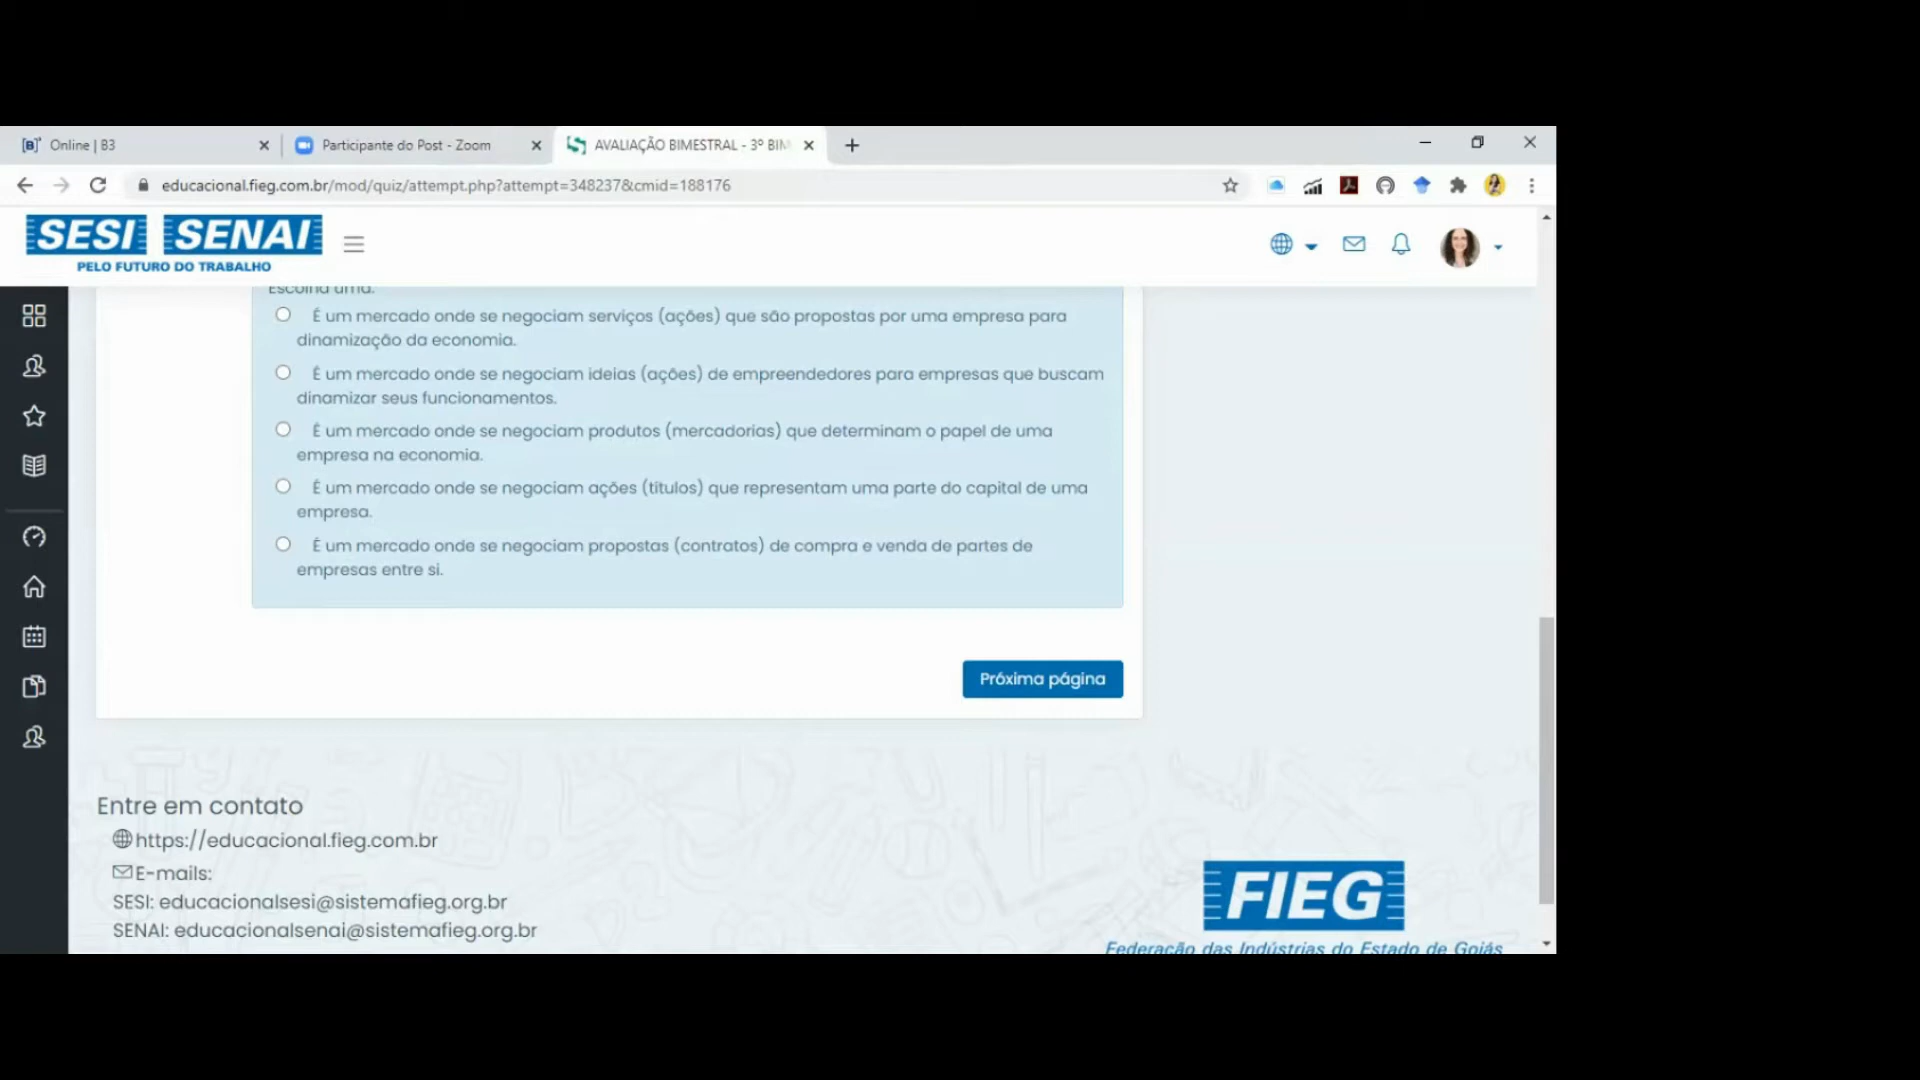 Online | B3
Participante do Post - Zoom
AVALIAÇÃO BIMESTRAL - 3º BIM
educacional.fieg.com.br/mod/quiz/attempt.php?attempt=348237&cmid=188176
SESI SENAI
PELO FUTURO DO TRABALHO
Escolha uma:
É um mercado onde se negociam serviços (ações) que são propostas por uma empresa para
dinamização da economia.
É um mercado onde se negociam ideias (ações) de empreendedores para empresas que buscam
dinamizar seus funcionamentos.
É um mercado onde se negociam produtos (mercadorias) que determinam o papel de uma
empresa na economia.
É um mercado onde se negociam ações (títulos) que representam uma parte do capital de uma
empresa.
É um mercado onde se negociam propostas (contratos) de compra e venda de partes de
empresas entre si.
Próxima página
Entre em contato
https://educacional.fieg.com.br
E-mails:
SESI: educacionalsesi@sistemafieg.org.br
SENAI: educacionalsenai@sistemafieg.org.br
FIEG
Federação das Indústrias do Estado de Goiás